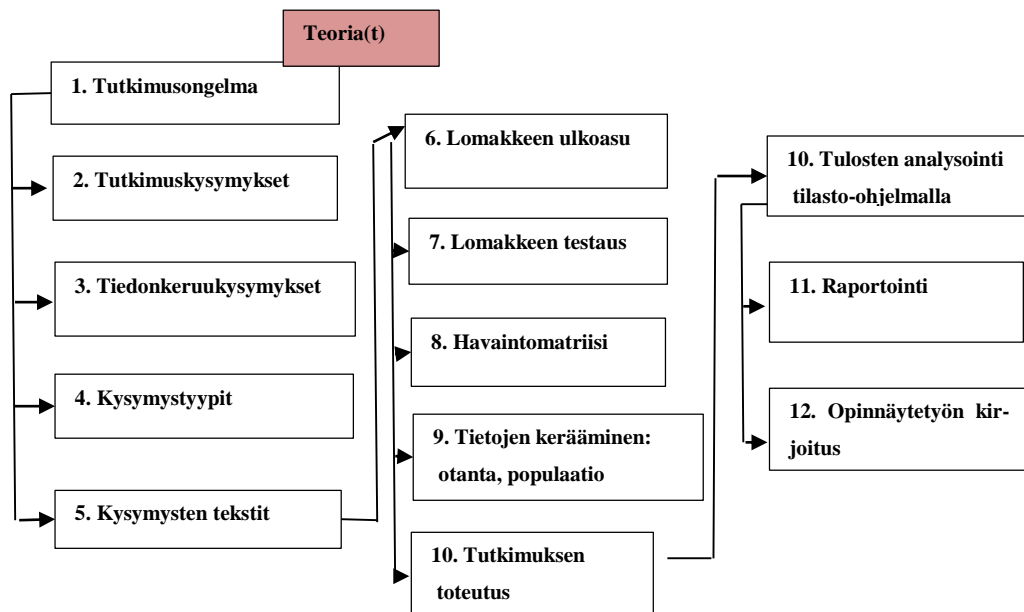 Teoria(t)
1. Tutkimusongelma
2. Tutkimuskysymykset
3. Tiedonkeruukysymykset
4. Kysymystyypit
5. Kysymysten tekstit
6. Lomakkeen ulkoasu
7. Lomakkeen testaus
8. Havaintomatriisi
9. Tietojen kerääminen:
otanta, populaatio
10. Tutkimuksen
toteutus
10. Tulosten analysointi
tilasto-ohjelmalla
11. Raportointi
12. Opinnäytetyön kir-
joitus